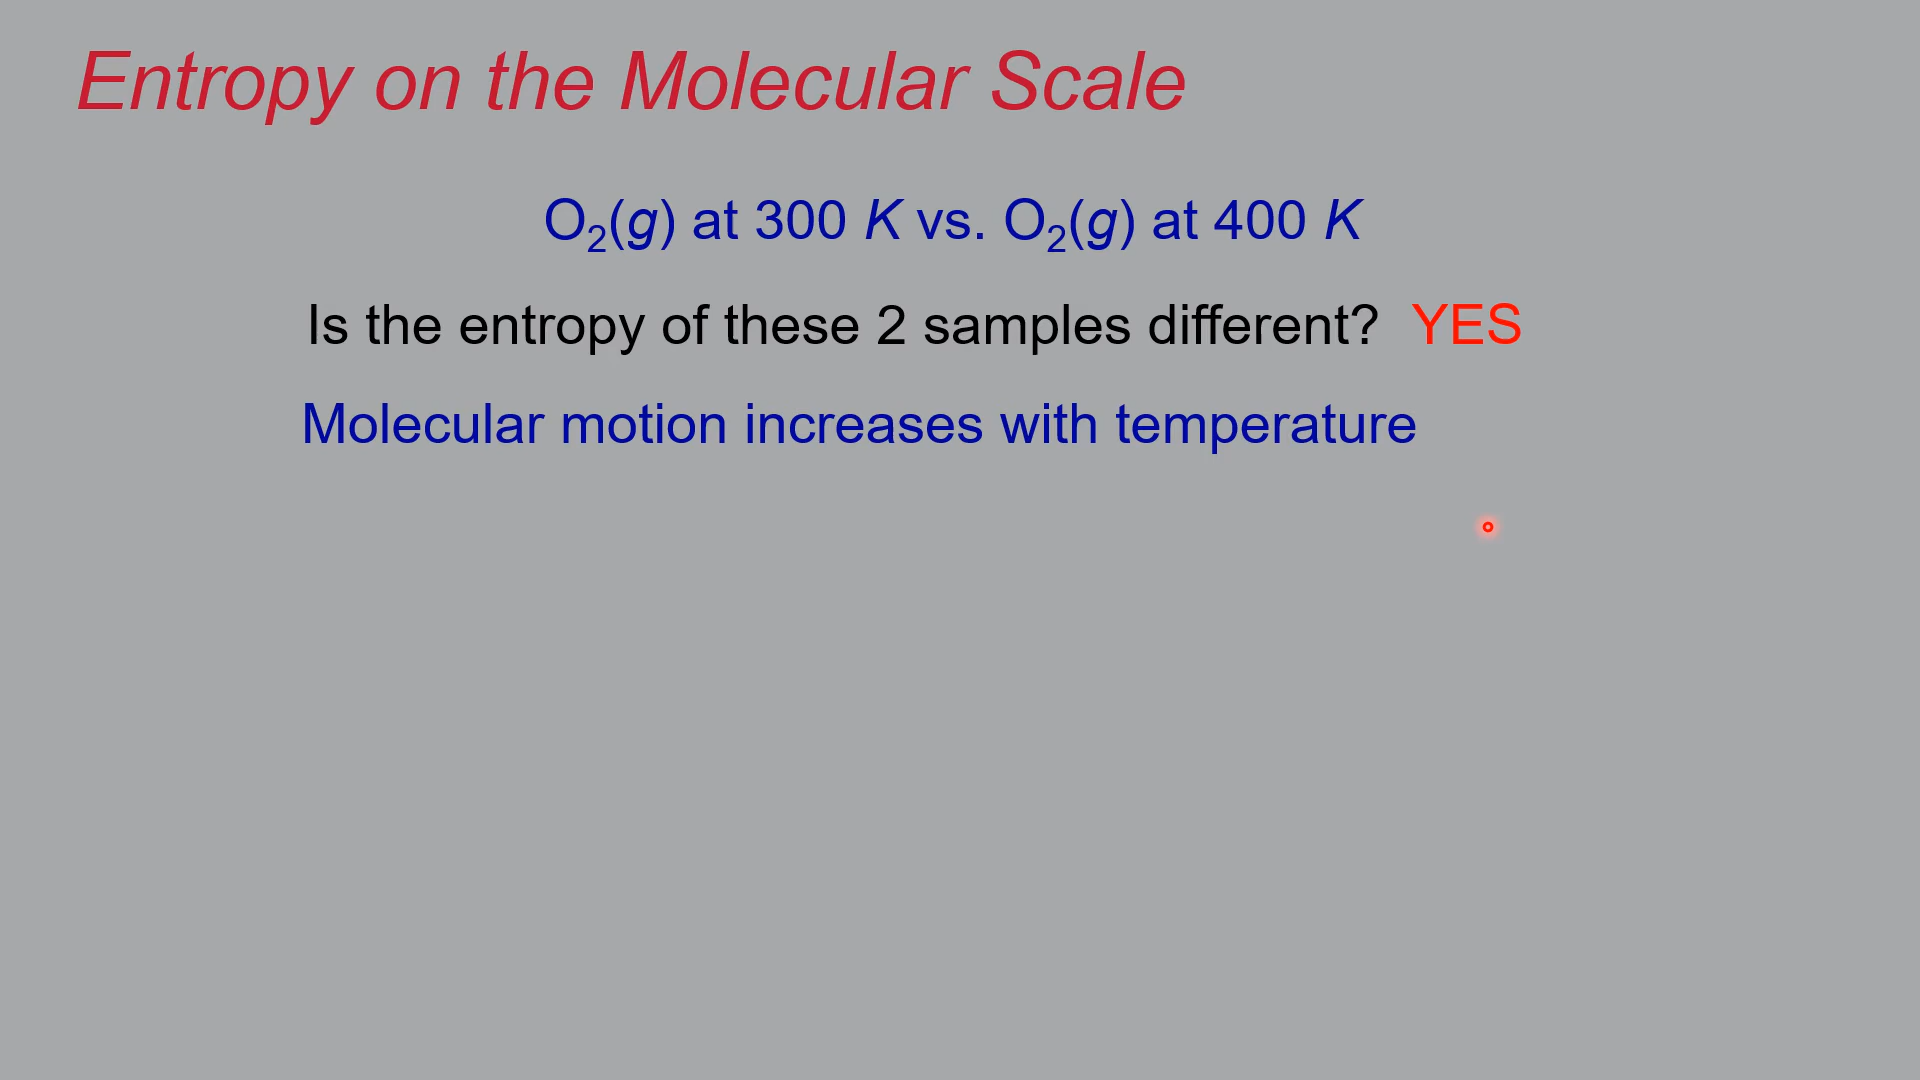 Entropy on the Molecular Scale
O₂(g) at 300 K vs. O₂(g) at 400 K
Is the entropy of these 2 samples different? YES
Molecular motion increases with temperature